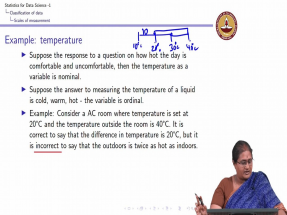 Statistics for Data Science -1
Classification of data
Scales of measurement
Example: temperature
10
10°c 20°c 30°c 40°c
▶ Suppose the response to a question on how hot the day is
comfortable and uncomfortable, then the temperature as a
variable is nominal.
▶ Suppose the answer to measuring the temperature of a liquid
is cold, warm, hot - the variable is ordinal.
▶ Example: Consider a AC room where temperature is set at
20°C and the temperature outside the room is 40°C. It is
correct to say that the difference in temperature is 20°C, but it
is incorrect to say that the outdoors is twice as hot as indoors.